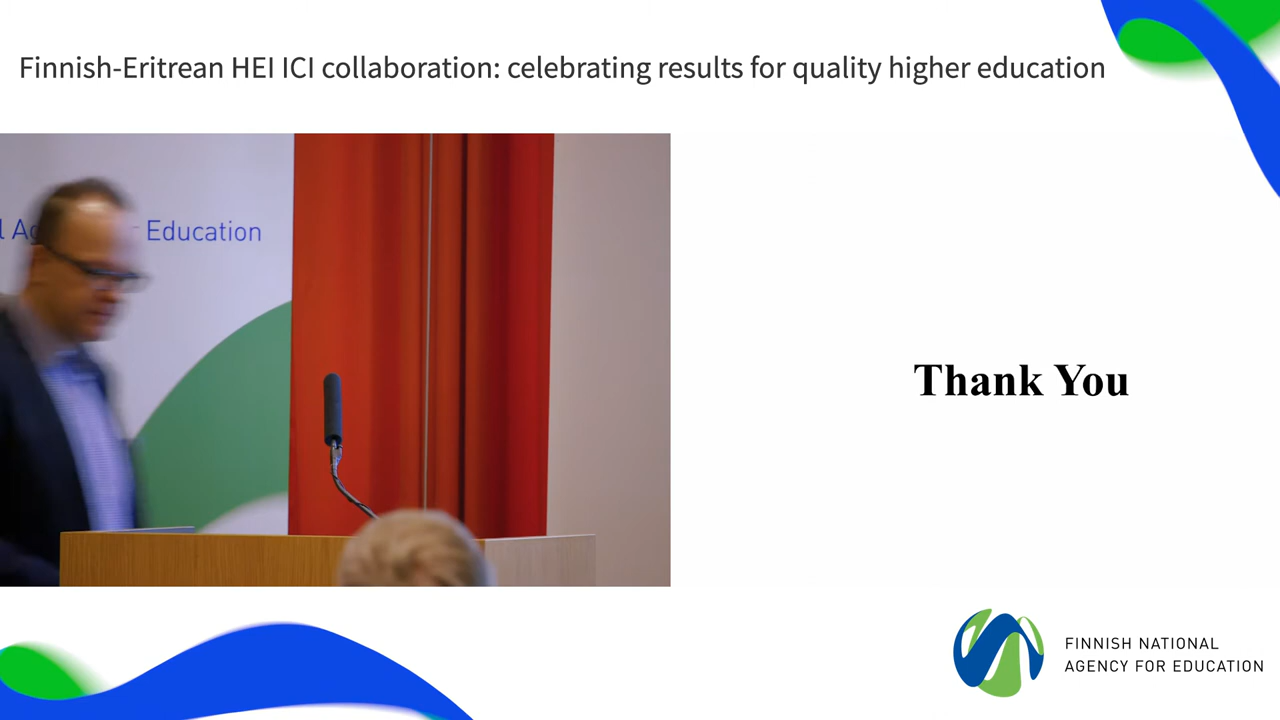 Finnish-Eritrean HEI ICI collaboration: celebrating results for quality higher education
Education
Thank You
FINNISH NATIONAL
AGENCY FOR EDUCATION